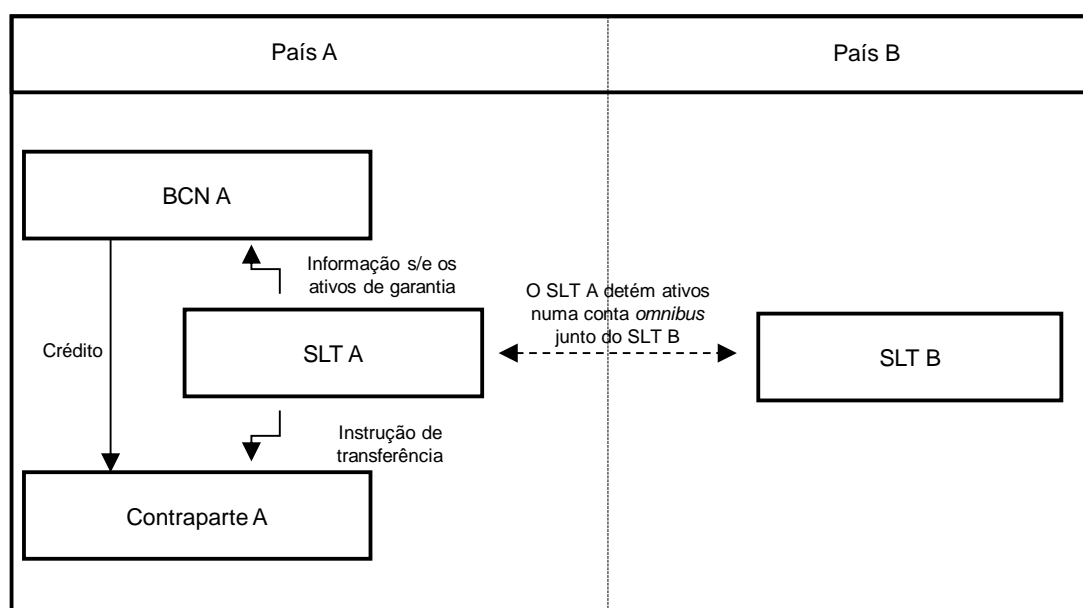 País A
País B
BCN A
Informação s/e os
ativos de garantia
O SLT A detém ativos
numa conta omnibus
junto do SLT B
Crédito
SLT A
SLT B
Instrução de
transferência
Contraparte A